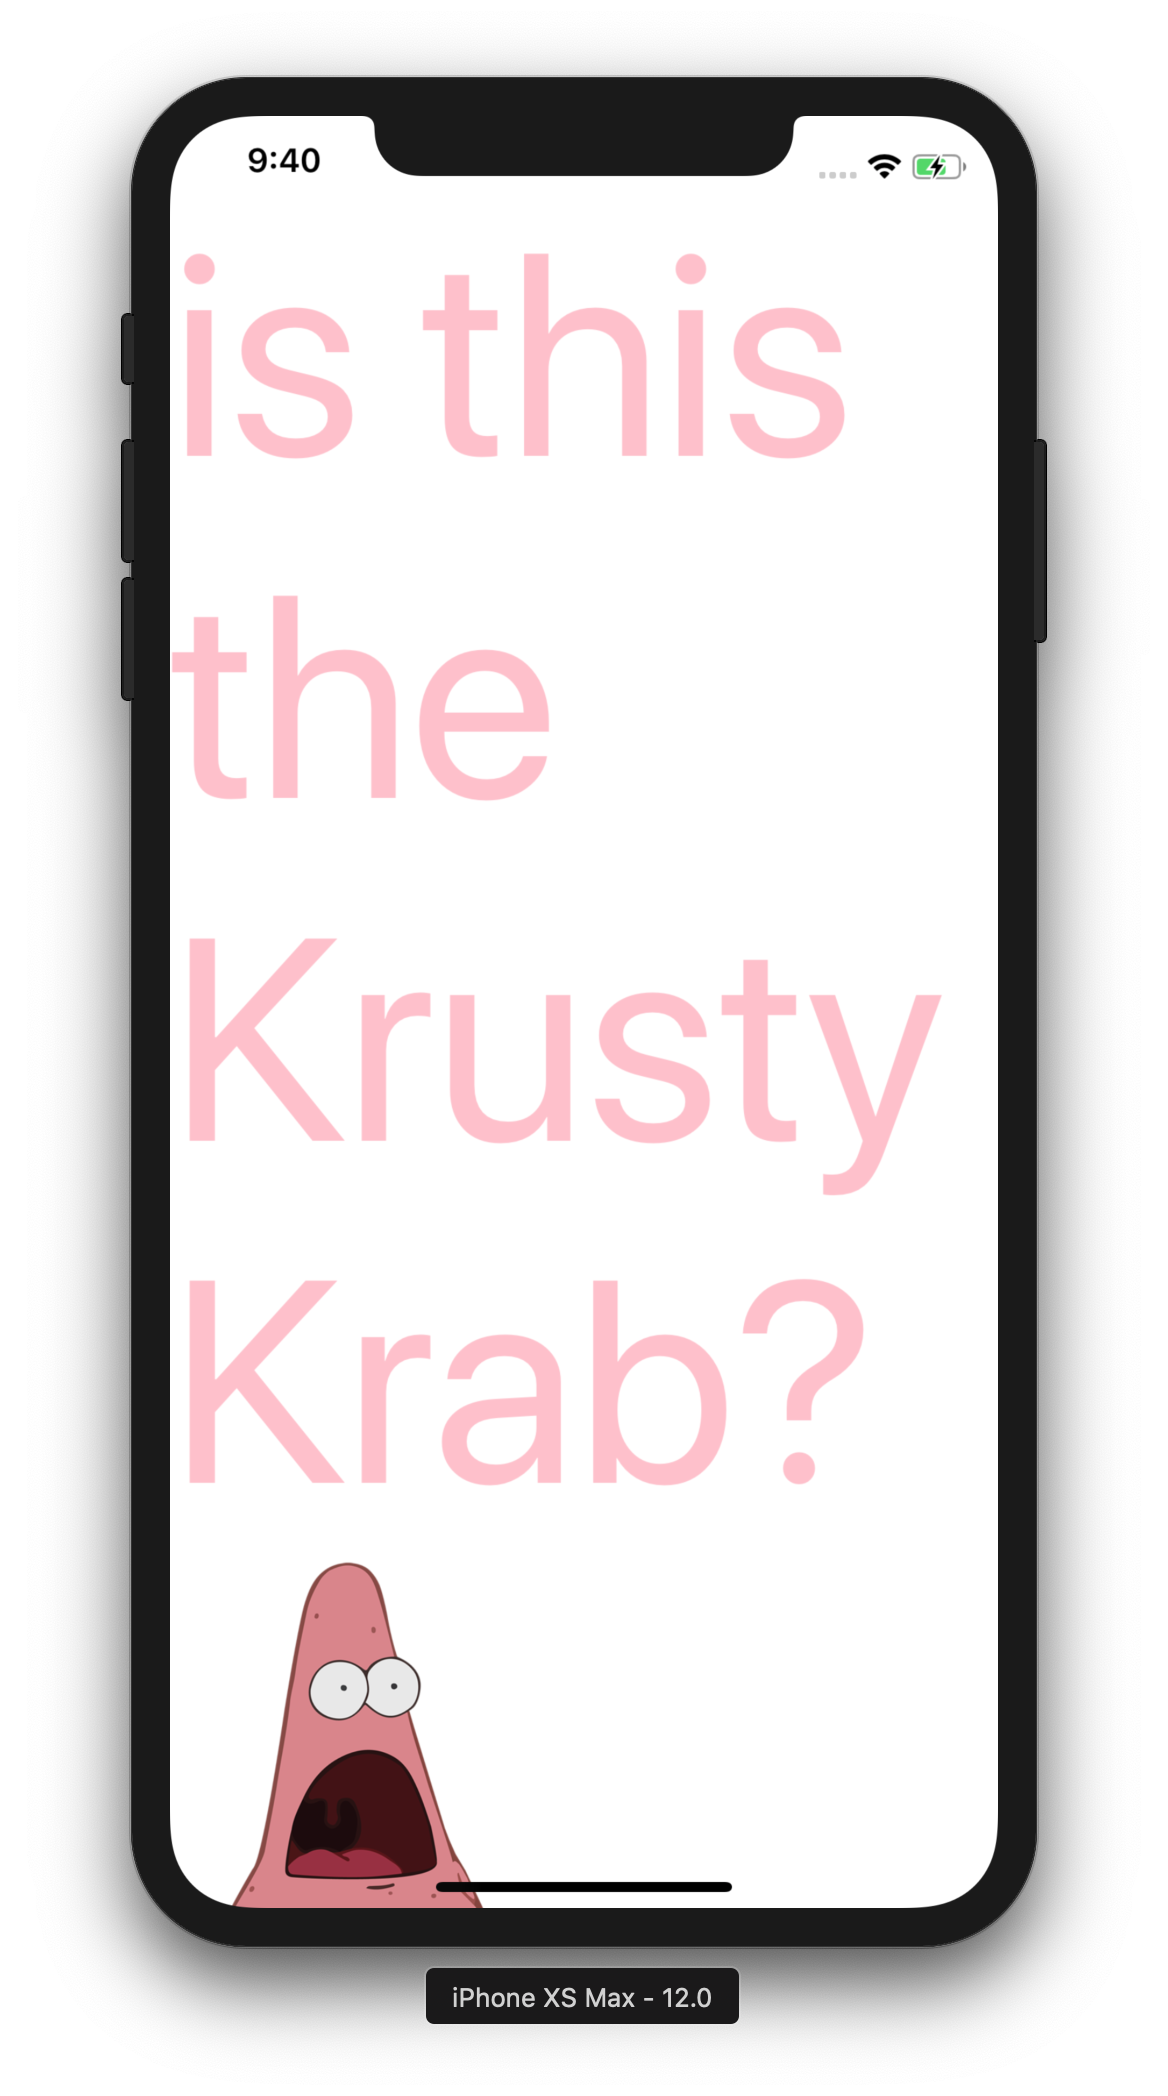 9:40
is this
the
Krusty
Krab?
iPhone XS Max - 12.0